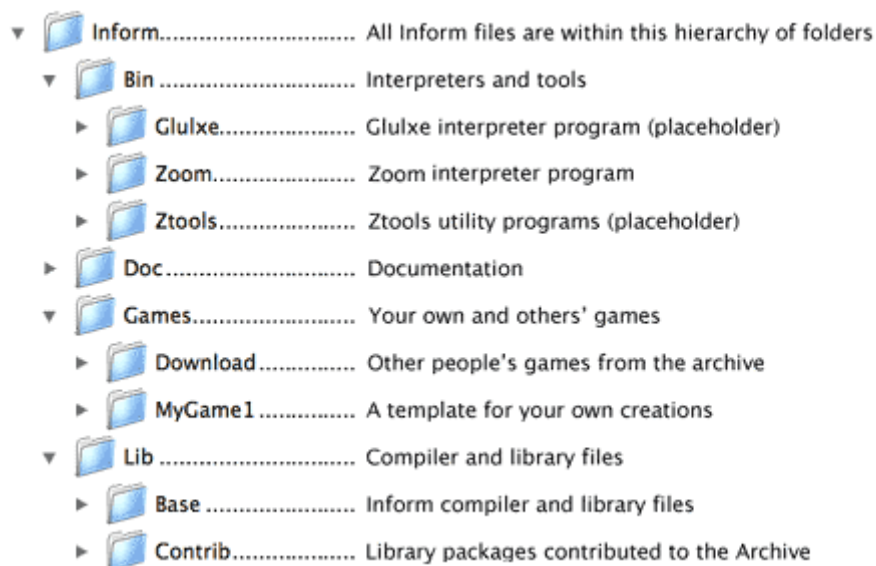 Inform............................ All Inform files are within this hierarchy of folders
Bin ............................ Interpreters and tools
Glulxe................... Glulxe interpreter program (placeholder)
Zoom.................... Zoom interpreter program
Ztools................... Ztools utility programs (placeholder)
Doc........................... Documentation
Games....................... Your own and others’ games
Download.............. Other people’s games from the archive
MyGame1 .............. A template for your own creations
Lib ............................ Compiler and library files
Base ..................... Inform compiler and library files
Contrib................. Library packages contributed to the Archive